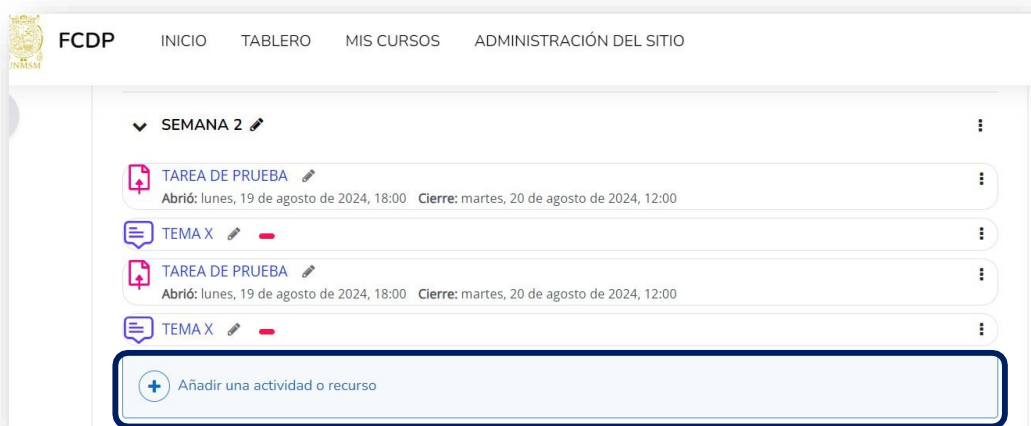 UNMSM
FCDP INICIO TABLERO MIS CURSOS ADMINISTRACIÓN DEL SITIO
SEMANA 2
TAREA DE PRUEBA
Abrió: lunes, 19 de agosto de 2024, 18:00 Cierre: martes, 20 de agosto de 2024, 12:00
TEMA X
TAREA DE PRUEBA
Abrió: lunes, 19 de agosto de 2024, 18:00 Cierre: martes, 20 de agosto de 2024, 12:00
TEMA X
Añadir una actividad o recurso